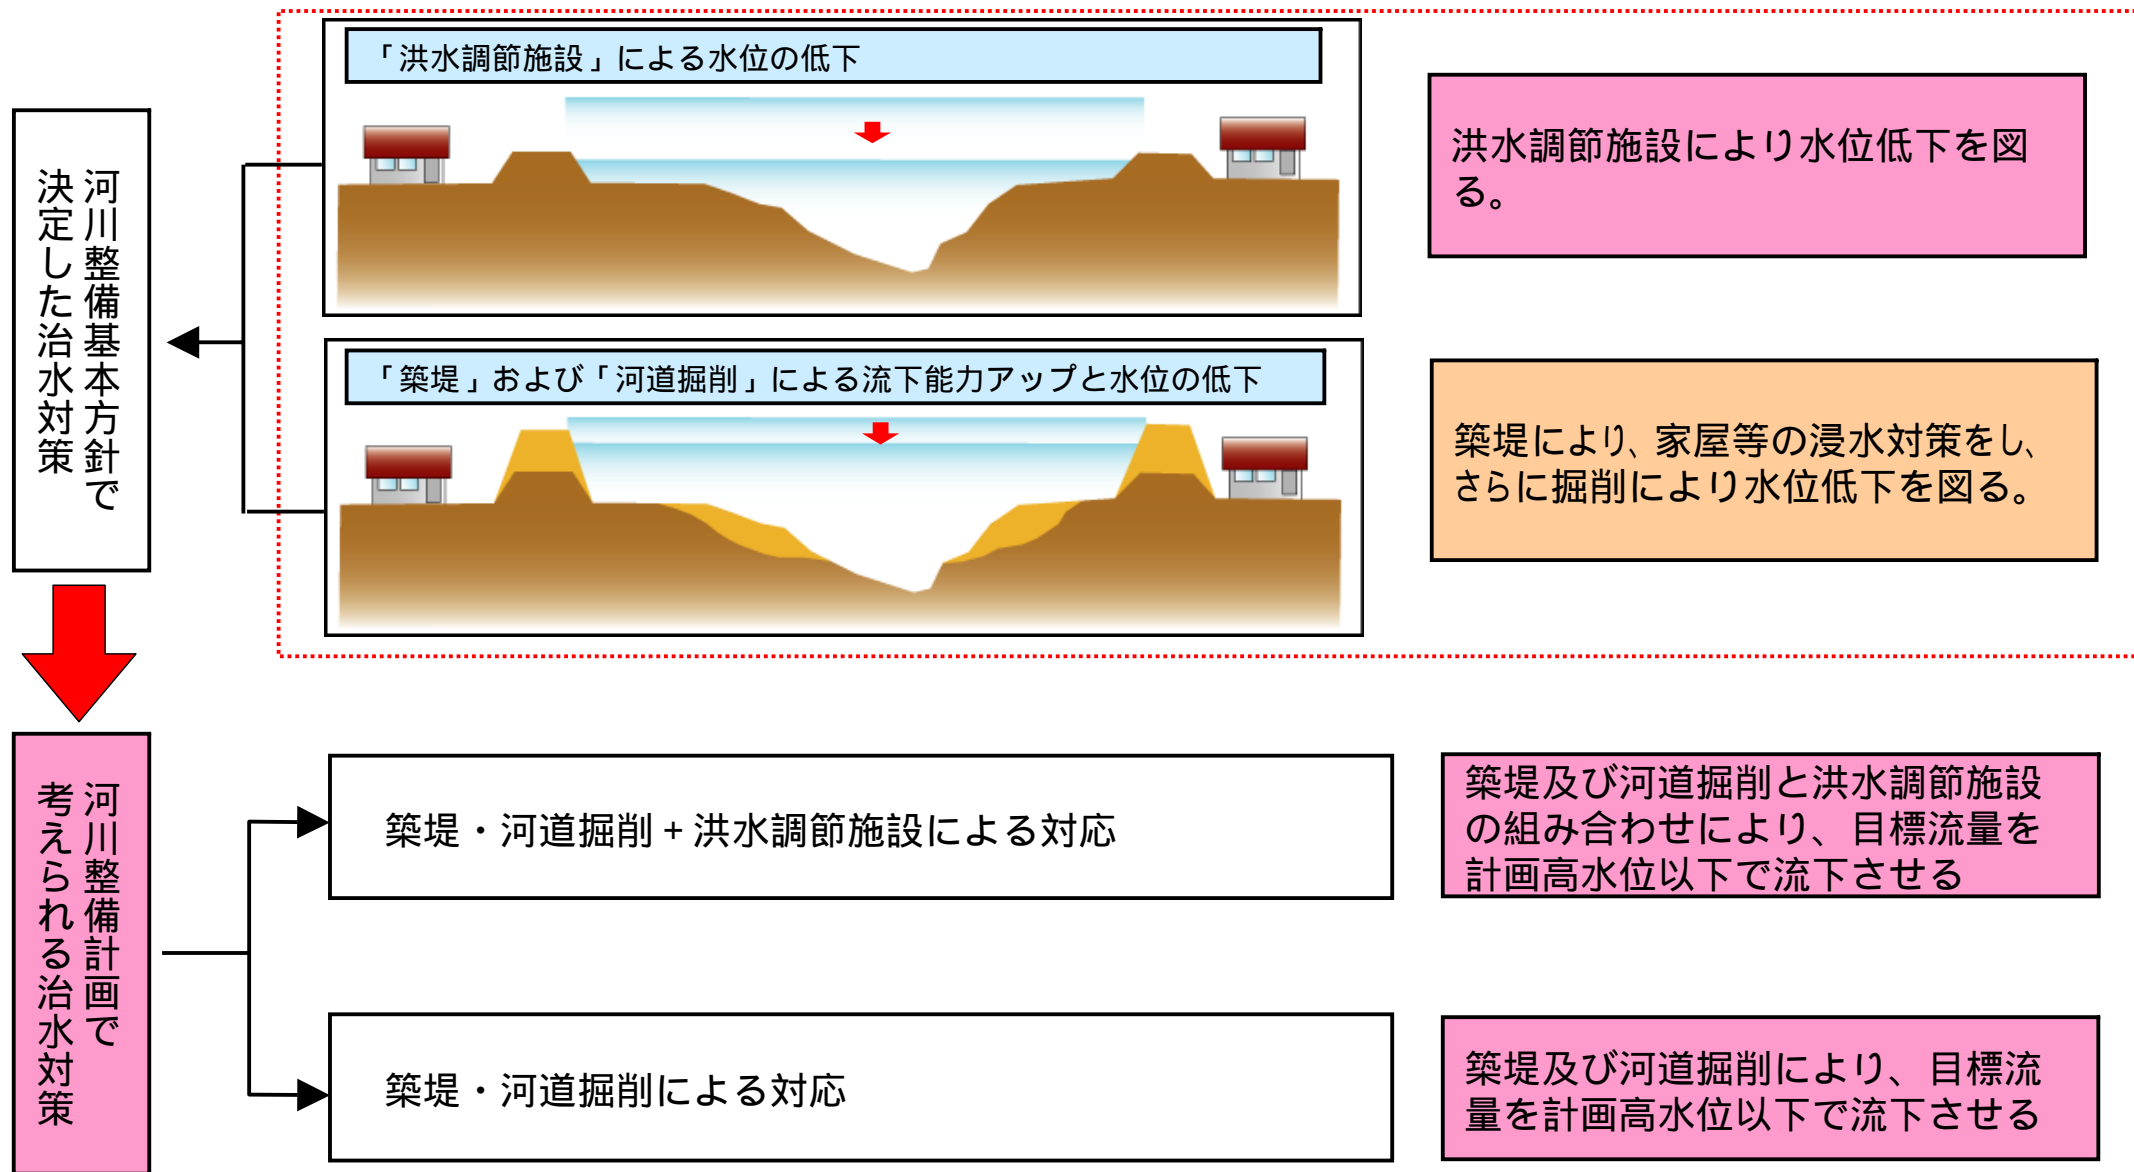 河川整備基本方針で
決定した治水対策
「洪水調節施設」による水位の低下
洪水調節施設により水位低下を図
る。
「築堤」および「河道掘削」による流下能力アップと水位の低下
築堤により、家屋等の浸水対策をし、
さらに掘削により水位低下を図る。
河川整備計画で
考えられる治水対策
築堤・河道掘削+洪水調節施設による対応
築堤及び河道掘削と洪水調節施設
の組み合わせにより、目標流量を
計画高水位以下で流下させる
築堤・河道掘削による対応
築堤及び河道掘削により、目標流
量を計画高水位以下で流下させる